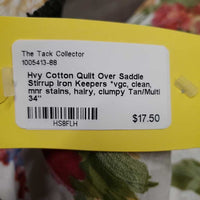 The Tack Collector
1005413-88
Hvy Cotton Quilt Over Saddle
Stirrup Iron Keepers *vgc, clean,
mnr stains, hairy, clumpy Tan/Multi
34"
$17.50
HSBFLH